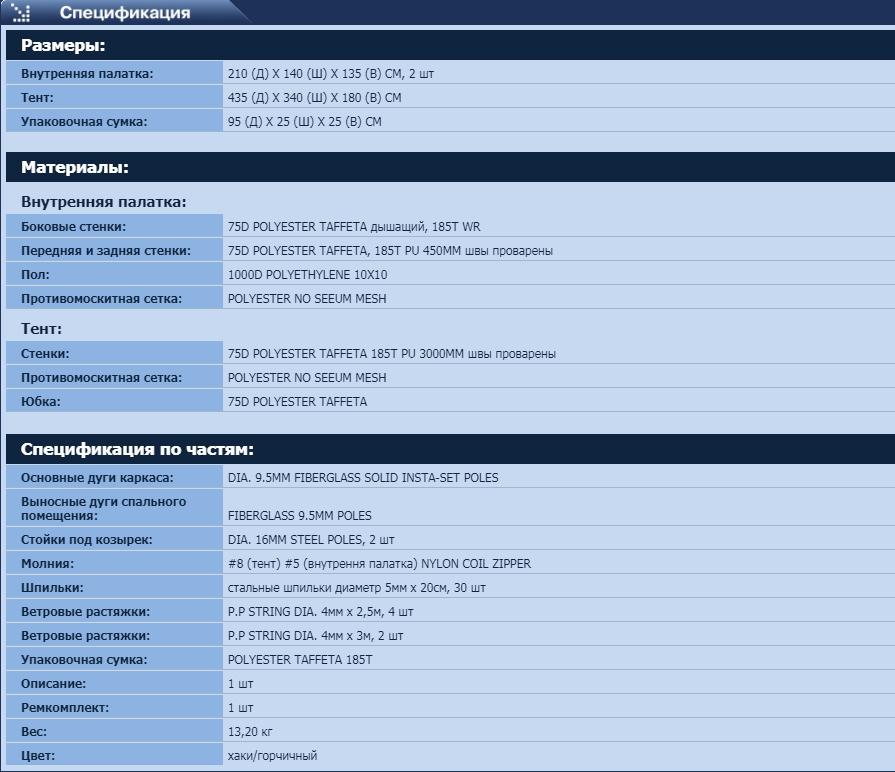 Спецификация
Размеры:
Внутренняя палатка: 210 (Д) X 140 (Ш) X 135 (В) СМ, 2 шт
Тент: 435 (Д) X 340 (Ш) X 180 (В) СМ
Упаковочная сумка: 95 (Д) X 25 (Ш) X 25 (В) СМ
Материалы:
Внутренняя палатка:
Боковые стенки: 75D POLYESTER TAFFETA дышащий, 185T WR
Передняя и задняя стенки: 75D POLYESTER TAFFETA, 185T PU 450MM швы проварены
Пол: 1000D POLYETHYLENE 10X10
Противомоскитная сетка: POLYESTER NO SEEUM MESH
Тент:
Стенки: 75D POLYESTER TAFFETA 185T PU 3000MM швы проварены
Противомоскитная сетка: POLYESTER NO SEEUM MESH
Юбка: 75D POLYESTER TAFFETA
Спецификация по частям:
Основные дуги каркаса: DIA. 9.5MM FIBERGLASS SOLID INSTA-SET POLES
Выносные дуги спального
помещения: FIBERGLASS 9.5MM POLES
Стойки под козырек: DIA. 16MM STEEL POLES, 2 шт
Молния: #8 (тент) #5 (внутрення палатка) NYLON COIL ZIPPER
Шпильки: стальные шпильки диаметр 5мм x 20см, 30 шт
Ветровые растяжки: P.P STRING DIA. 4мм x 2,5м, 4 шт
Ветровые растяжки: P.P STRING DIA. 4мм x 3м, 2 шт
Упаковочная сумка: POLYESTER TAFFETA 185T
Описание: 1 шт
Ремкомплект: 1 шт
Вес: 13,20 кг
Цвет: хаки/горчичный